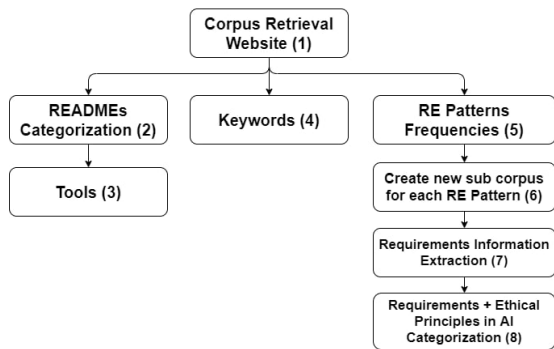 Corpus Retrieval
Website (1)
READMEs
Categorization (2)
Keywords (4)
RE Patterns
Frequencies (5)
Tools (3)
Create new sub corpus
for each RE Pattern (6)
Requirements Information
Extraction (7)
Requirements + Ethical
Principles in AI
Categorization (8)